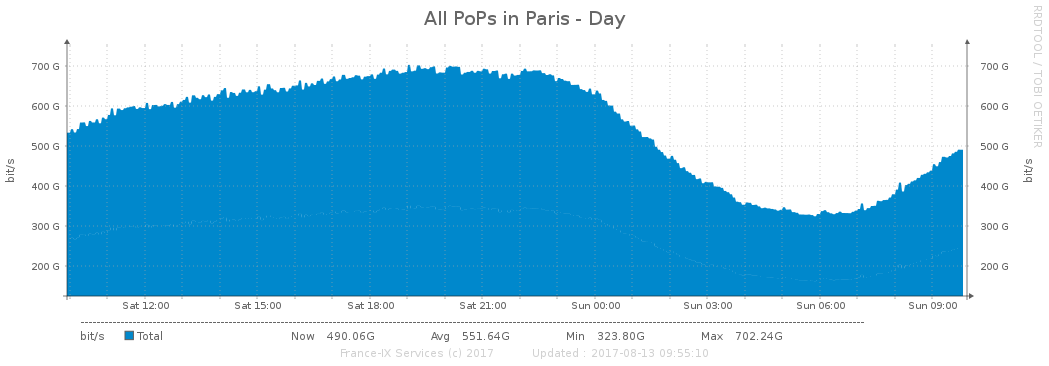 All PoPs in Paris - Day
RRDTOOL / TOBI OETIKER
bit/s
700 G
600 G
500 G
400 G
300 G
200 G
700 G
600 G
500 G
400 G
300 G
200 G
bit/s
Sat 12:00 Sat 15:00 Sat 18:00 Sat 21:00 Sun 00:00 Sun 03:00 Sun 06:00 Sun 09:00
bit/s Total Now 490.06G Avg 551.64G Min 323.80G Max 702.24G
France-IX Services (c) 2017 Updated : 2017-08-13 09:55:10